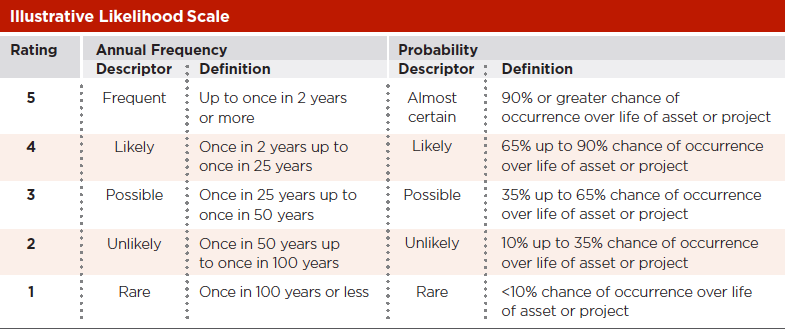 Illustrative Likelihood Scale
Rating Annual Frequency Probability
Descriptor Definition Descriptor Definition
5 Frequent Up to once in 2 years Almost 90% or greater chance of
or more certain occurrence over life of asset or project
4 Likely Once in 2 years up to Likely 65% up to 90% chance of occurrence
once in 25 years over life of asset or project
3 Possible Once in 25 years up to Possible 35% up to 65% chance of occurrence
once in 50 years over life of asset or project
2 Unlikely Once in 50 years up Unlikely 10% up to 35% chance of occurrence
to once in 100 years over life of asset or project
1 Rare Once in 100 years or less Rare <10% chance of occurrence over life
of asset or project